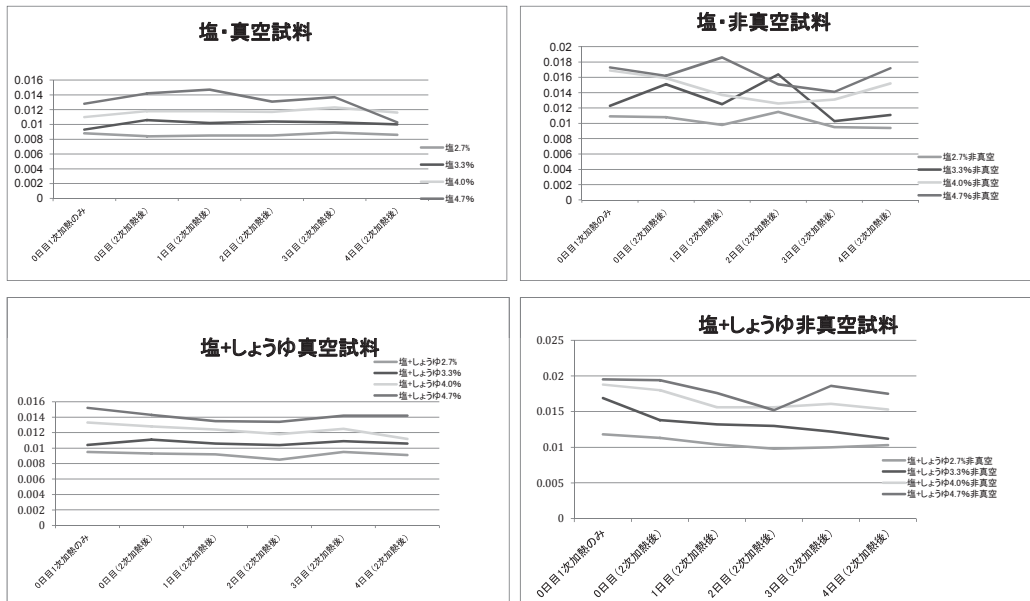 塩・真空試料
0.016
0.014
0.012
0.01
0.008
0.006
0.004
0.002
0
0日目1次加熱のみ
0日目(2次加熱後)
1日目(2次加熱後)
2日目(2次加熱後)
3日目(2次加熱後)
4日目(2次加熱後)
塩2.7%
塩3.3%
塩4.0%
塩4.7%
塩・非真空試料
0.02
0.018
0.016
0.014
0.012
0.01
0.008
0.006
0.004
0.002
0
0日目1次加熱のみ
0日目(2次加熱後)
1日目(2次加熱後)
2日目(2次加熱後)
3日目(2次加熱後)
4日目(2次加熱後)
塩2.7%非真空
塩3.3%非真空
塩4.0%非真空
塩4.7%非真空
塩+しょうゆ真空試料
塩+しょうゆ2.7%
塩+しょうゆ3.3%
塩+しょうゆ4.0%
塩+しょうゆ4.7%
0.016
0.014
0.012
0.01
0.008
0.006
0.004
0.002
0
0日目1次加熱のみ
0日目(2次加熱後)
1日目(2次加熱後)
2日目(2次加熱後)
3日目(2次加熱後)
4日目(2次加熱後)
塩+しょうゆ非真空試料
0.025
0.02
0.015
0.01
0.005
0
0日目1次加熱のみ
0日目(2次加熱後)
1日目(2次加熱後)
2日目(2次加熱後)
3日目(2次加熱後)
4日目(2次加熱後)
塩+しょうゆ2.7%非真空
塩+しょうゆ3.3%非真空
塩+しょうゆ4.0%非真空
塩+しょうゆ4.7%非真空